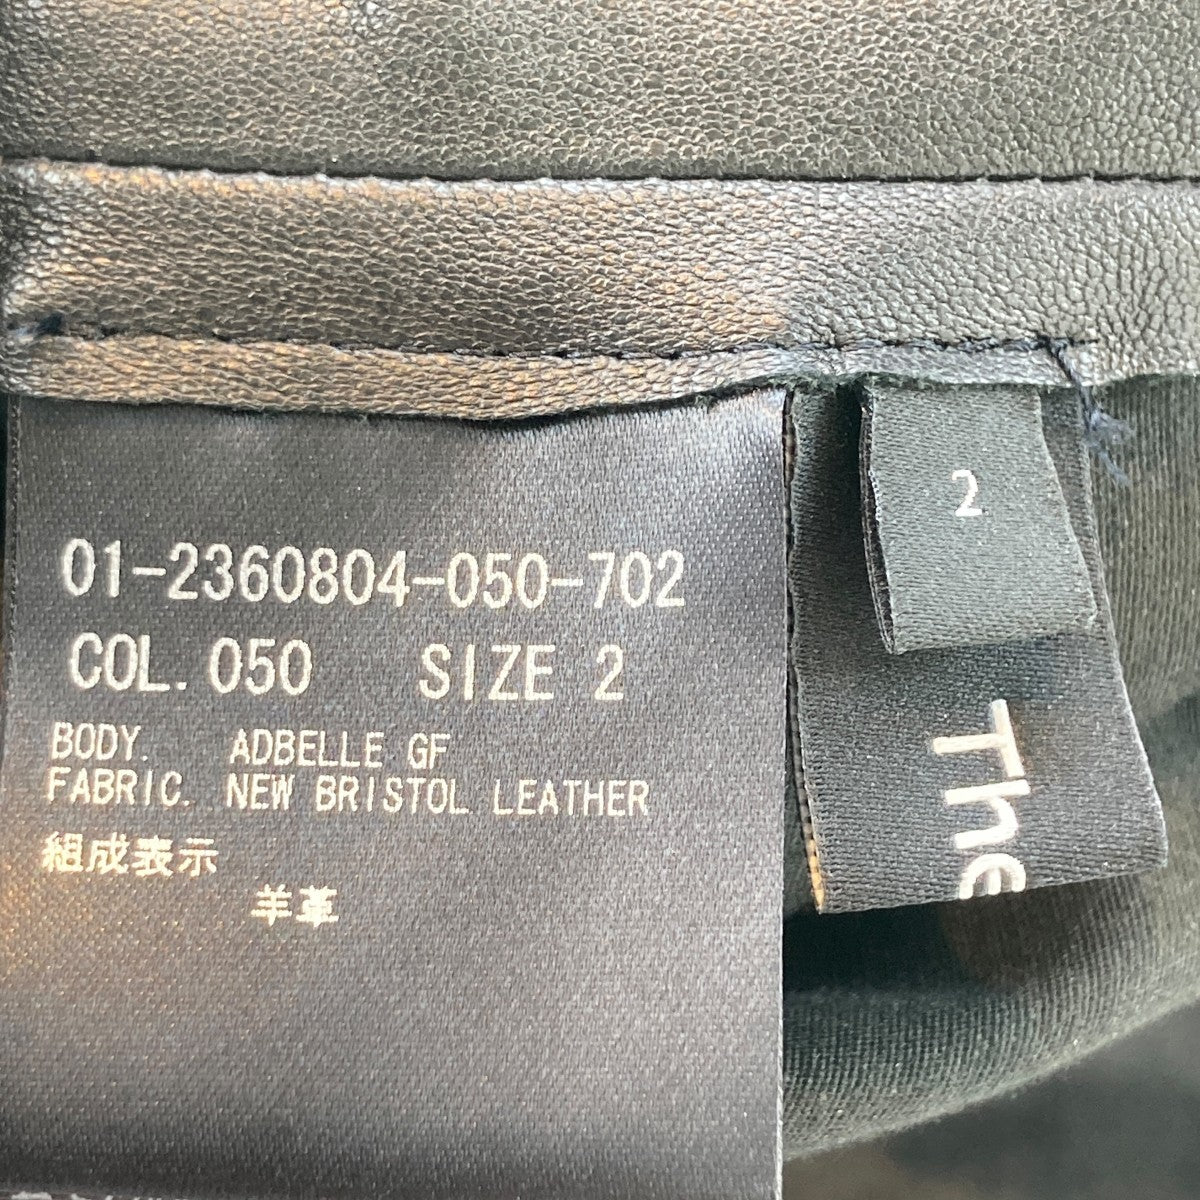 01-2360804-050-702
COL. 050 SIZE 2
BODY. ADBELLE GF
FABRIC. NEW BRISTOL LEATHER
組成表示
羊革
2
The